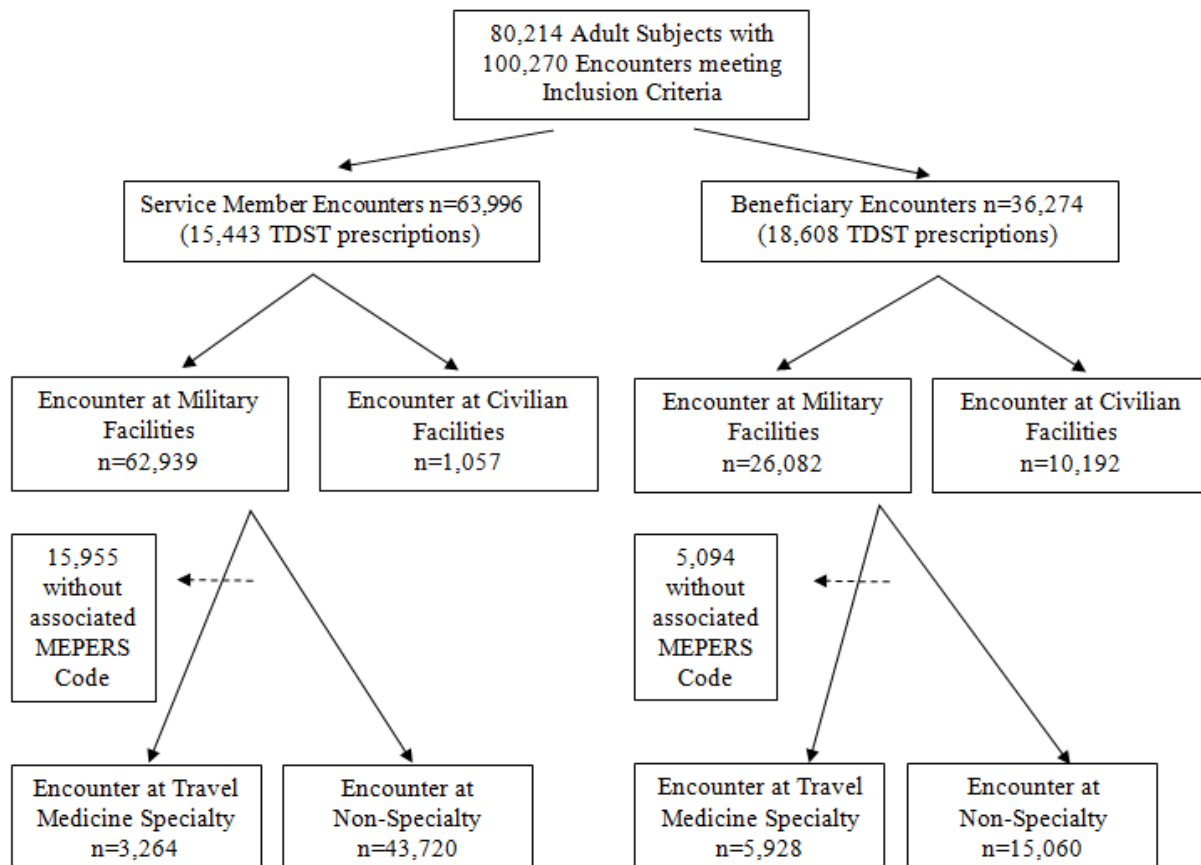 80,214 Adult Subjects with
100,270 Encounters meeting
Inclusion Criteria
Service Member Encounters n=63,996
(15,443 TDST prescriptions)
Beneficiary Encounters n=36,274
(18,608 TDST prescriptions)
Encounter at Military
Facilities
n=62,939
Encounter at Civilian
Facilities
n=1,057
Encounter at Military
Facilities
n=26,082
Encounter at Civilian
Facilities
n=10,192
15,955
without
associated
MEPERS
Code
5,094
without
associated
MEPERS
Code
Encounter at Travel
Medicine Specialty
n=3,264
Encounter at
Non-Specialty
n=43,720
Encounter at Travel
Medicine Specialty
n=5,928
Encounter at
Non-Specialty
n=15,060